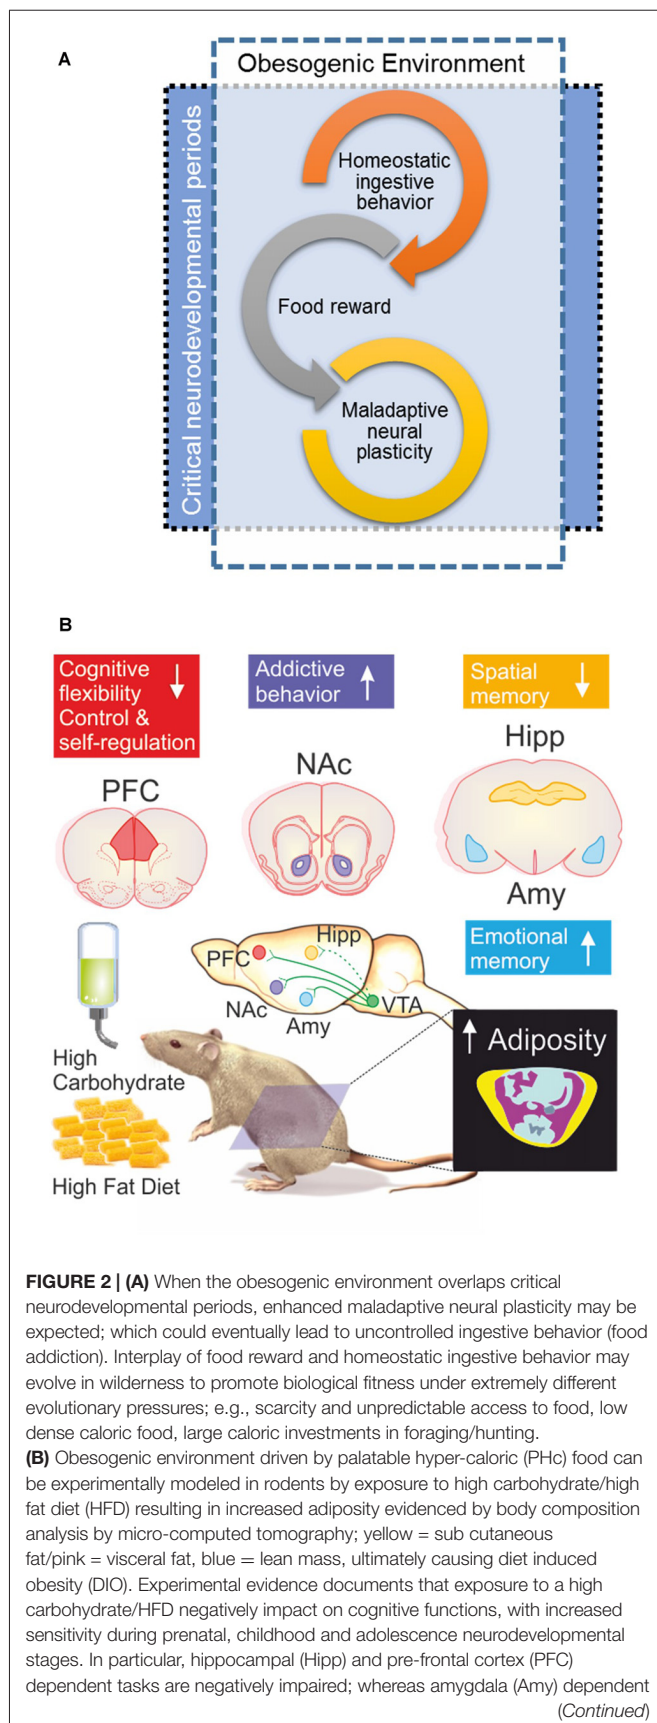 A
Obesogenic Environment
Critical neurodevelopmental periods
Homeostatic
ingestive
behavior
Food reward
Maladaptive
neural
plasticity
B
Cognitive
flexibility
Control &
self-regulation
Addictive
behavior
Spatial
memory
PFC
NAc
Hipp
Amy
Emotional
memory
PFC
Hipp
NAc
Amy
VTA
High
Carbohydrate
High Fat Diet
Adiposity
FIGURE 2 | (A) When the obesogenic environment overlaps critical
neurodevelopmental periods, enhanced maladaptive neural plasticity may be
expected; which could eventually lead to uncontrolled ingestive behavior (food
addiction). Interplay of food reward and homeostatic ingestive behavior may
evolve in wilderness to promote biological fitness under extremely different
evolutionary pressures; e.g., scarcity and unpredictable access to food, low
dense caloric food, large caloric investments in foraging/hunting.
(B) Obesogenic environment driven by palatable hyper-caloric (PHc) food can
be experimentally modeled in rodents by exposure to high carbohydrate/high
fat diet (HFD) resulting in increased adiposity evidenced by body composition
analysis by micro-computed tomography; yellow = sub cutaneous
fat/pink = visceral fat, blue = lean mass, ultimately causing diet induced
obesity (DIO). Experimental evidence documents that exposure to a high
carbohydrate/HFD negatively impact on cognitive functions, with increased
sensitivity during prenatal, childhood and adolescence neurodevelopmental
stages. In particular, hippocampal (Hipp) and pre-frontal cortex (PFC)
dependent tasks are negatively impaired; whereas amygdala (Amy) dependent
(Continued)